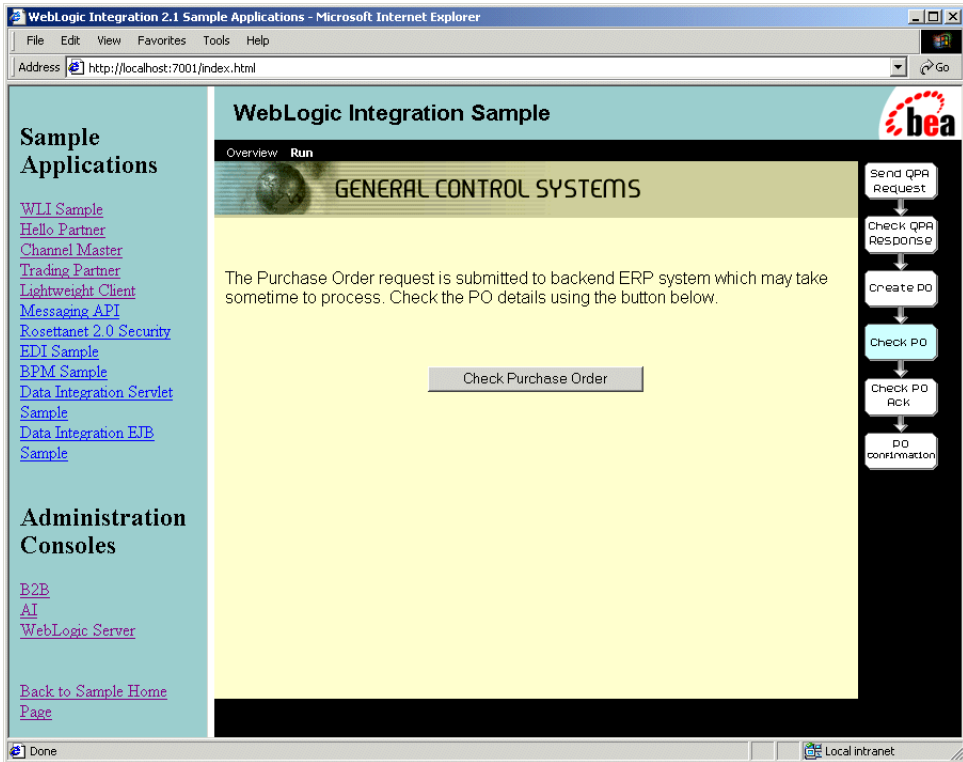 WebLogic Integration 2.1 Sample Applications - Microsoft Internet Explorer
File Edit View Favorites Tools Help
Address http://localhost:7001/index.html Go
Sample
Applications
WLI Sample
Hello Partner
Channel Master
Trading Partner
Lightweight Client
Messaging API
Rosettanet 2.0 Security
EDI Sample
BPM Sample
Data Integration Servlet
Sample
Data Integration EJB
Sample
Administration
Consoles
B2B
AI
WebLogic Server
Back to Sample Home
Page
WebLogic Integration Sample
bea
Overview Run
GENERAL CONTROL SYSTEMS
The Purchase Order request is submitted to backend ERP system which may take
sometime to process. Check the PO details using the button below.
Check Purchase Order
Send QPA
Request
Check QPA
Response
Create PO
Check PO
Check PO
Ack
PO
confirmation
Done
Local intranet